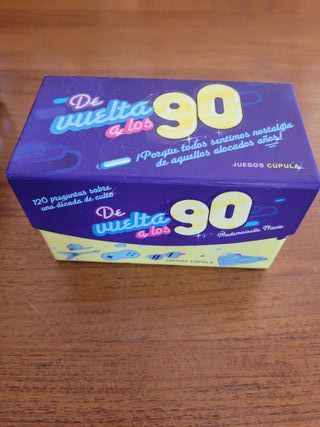 De
vuelta
a los
90
¡Porque todos sentimos nostalgia
de aquellos alocados años!
JUEGOS CÚPULA
120 preguntas sobre
una década de culto
De
vuelta
a los
90
Mademoiselle
JUEGOS CÚPULA